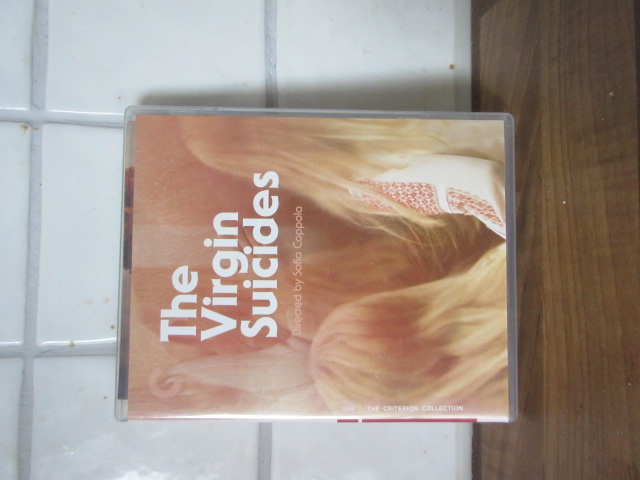 The
Virgin
Suicides
Directed by Sofia Coppola
THE CRITERION COLLECTION